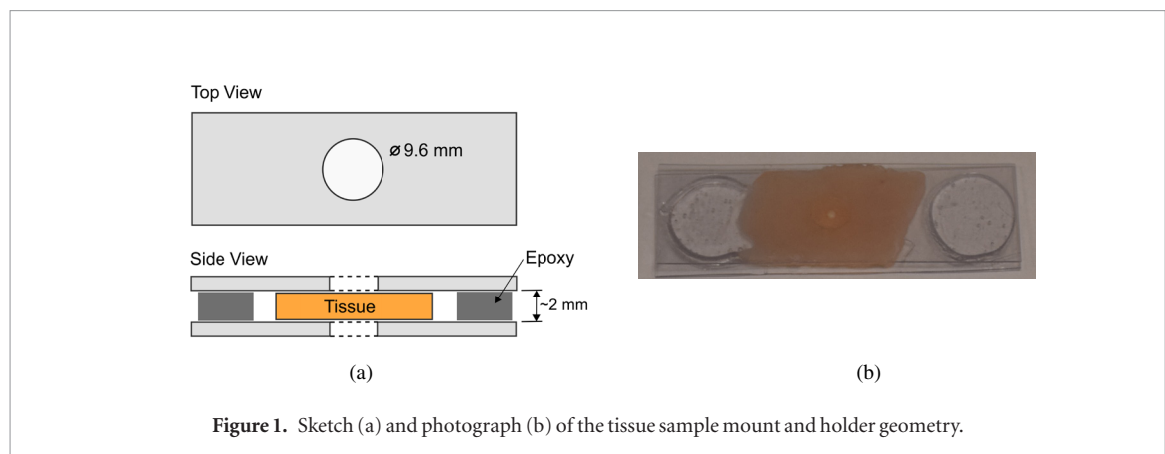 Top View
⌀ 9.6 mm
Side View
Epoxy
Tissue
~2 mm
(a)
(b)
Figure 1. Sketch (a) and photograph (b) of the tissue sample mount and holder geometry.